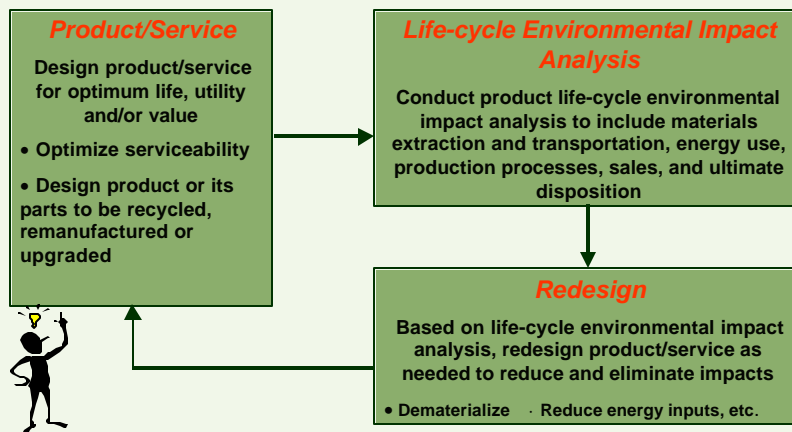 Product/Service
Design product/service
for optimum life, utility
and/or value
• Optimize serviceability
• Design product or its
parts to be recycled,
remanufactured or
upgraded
Life-cycle Environmental Impact
Analysis
Conduct product life-cycle environmental
impact analysis to include materials
extraction and transportation, energy use,
production processes, sales, and ultimate
disposition
Redesign
Based on life-cycle environmental impact
analysis, redesign product/service as
needed to reduce and eliminate impacts
• Dematerialize · Reduce energy inputs, etc.